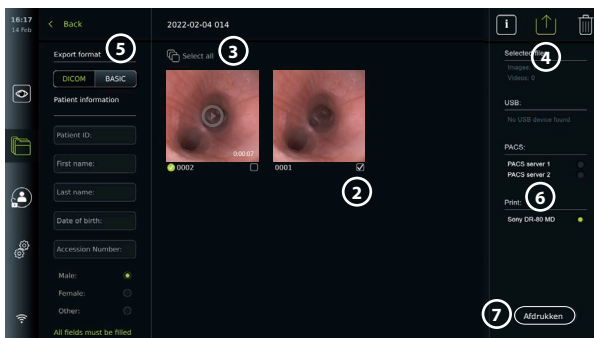 16:17
14 Feb
Back
2022-02-04 014
Export format
5
DICOM
BASIC
Patient information
Patient ID:
First name:
Last name:
Date of birth:
Accession Number:
Male:
Female:
Other:
All fields must be filled
Select all
3
0:00:07
0002
0001
2
i
Selected files:
4
Images:
Videos: 0
USB:
No USB device found
PACS:
PACS server 1
PACS server 2
Print:
6
Sony DR-80 MD
7
Afdrukken